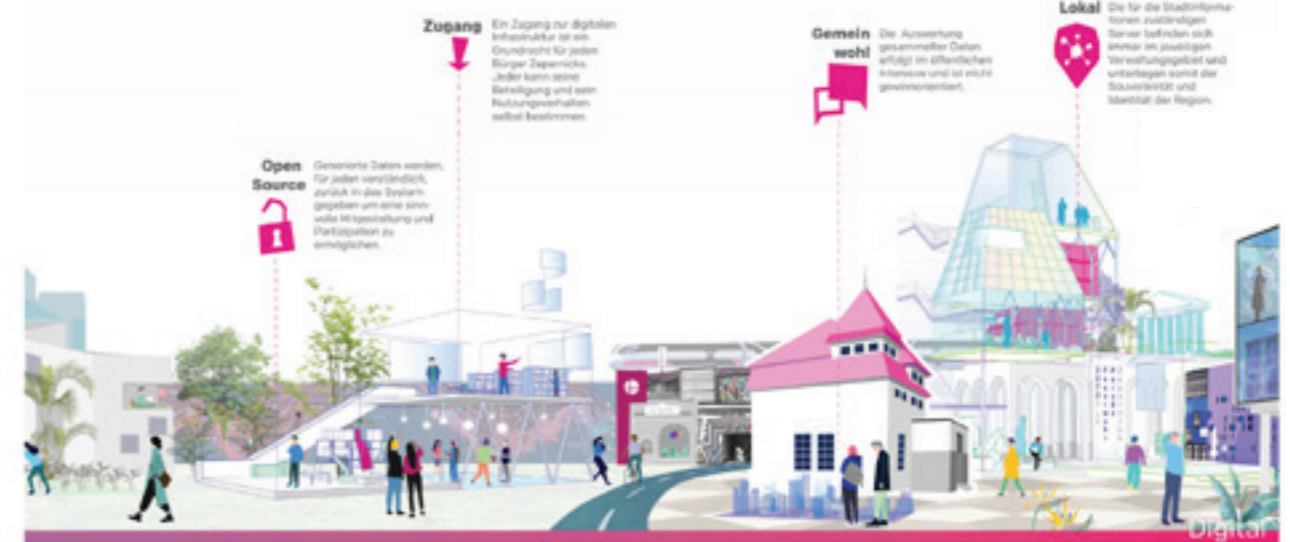 Open
Source
Generierte Daten werden,
für jeden verständlich,
zurück in das System
gegeben um eine sinn-
volle Mitgestaltung und
Partizipation zu
ermöglichen.
Zugang
Ein Zugang zur digitalen
Infrastruktur ist ein
Grundrecht für jeden
Bürger Zepernicks.
Jeder kann seine
Beteiligung und sein
Nutzungsverhalten
selbst bestimmen.
Gemein
wohl
Die Auswertung
gesammelter Daten
erfolgt im öffentlichen
Interesse und ist nicht
gewinnorientiert.
Lokal
Die für die Stadtinforma-
tionen zuständigen
Server befinden sich
immer im jeweiligen
Verwaltungsgebiet und
unterliegen somit der
Souveränität und
Identität der Region.
Digital